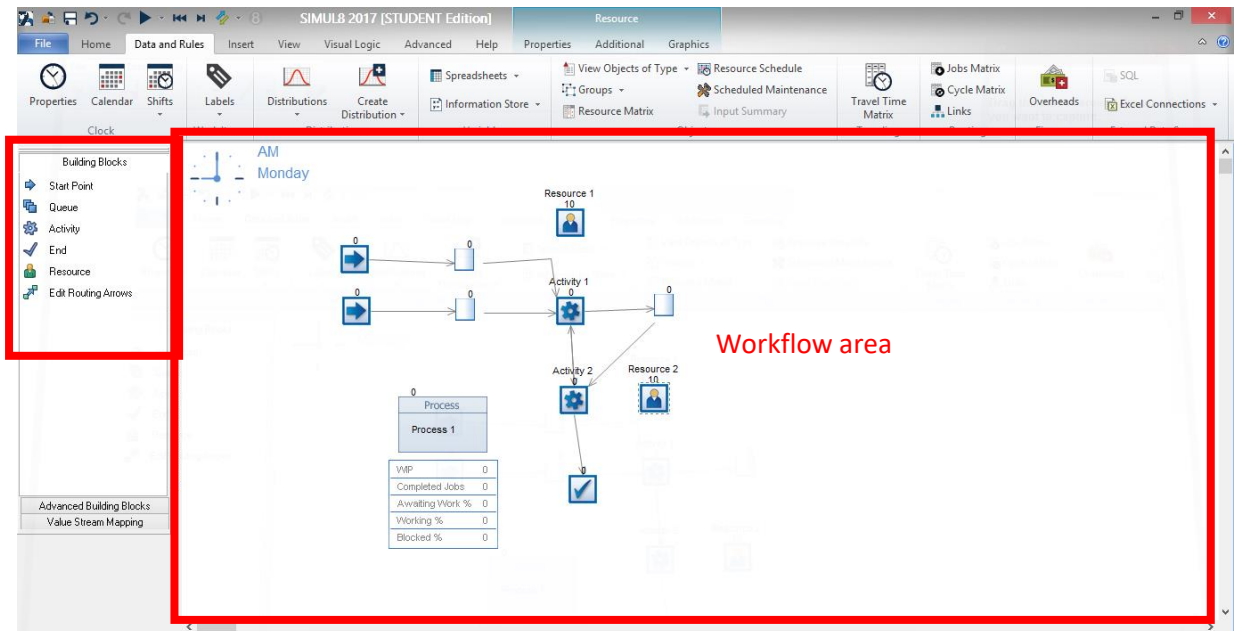 SIMUL8 2017 [STUDENT Edition]
Resource
File Home Data and Rules Insert View Visual Logic Advanced Help Properties Additional Graphics
Properties Calendar Shifts
Clock
Labels
Distributions
Create Distribution
Spreadsheets
Information Store
View Objects of Type
Groups
Resource Matrix
Resource Schedule
Scheduled Maintenance
Input Summary
Travel Time Matrix
Jobs Matrix
Cycle Matrix
Links
Overheads
SQL
Excel Connections
Building Blocks
Start Point
Queue
Activity
End
Resource
Edit Routing Arrows
Advanced Building Blocks
Value Stream Mapping
AM
Monday
Resource 1
10
0
0
Activity 1
0
0
0
0
Workflow area
Activity 2
0
Resource 2
10
0
Process
Process 1
WIP 0
Completed Jobs 0
Awaiting Work % 0
Working % 0
Blocked % 0
0